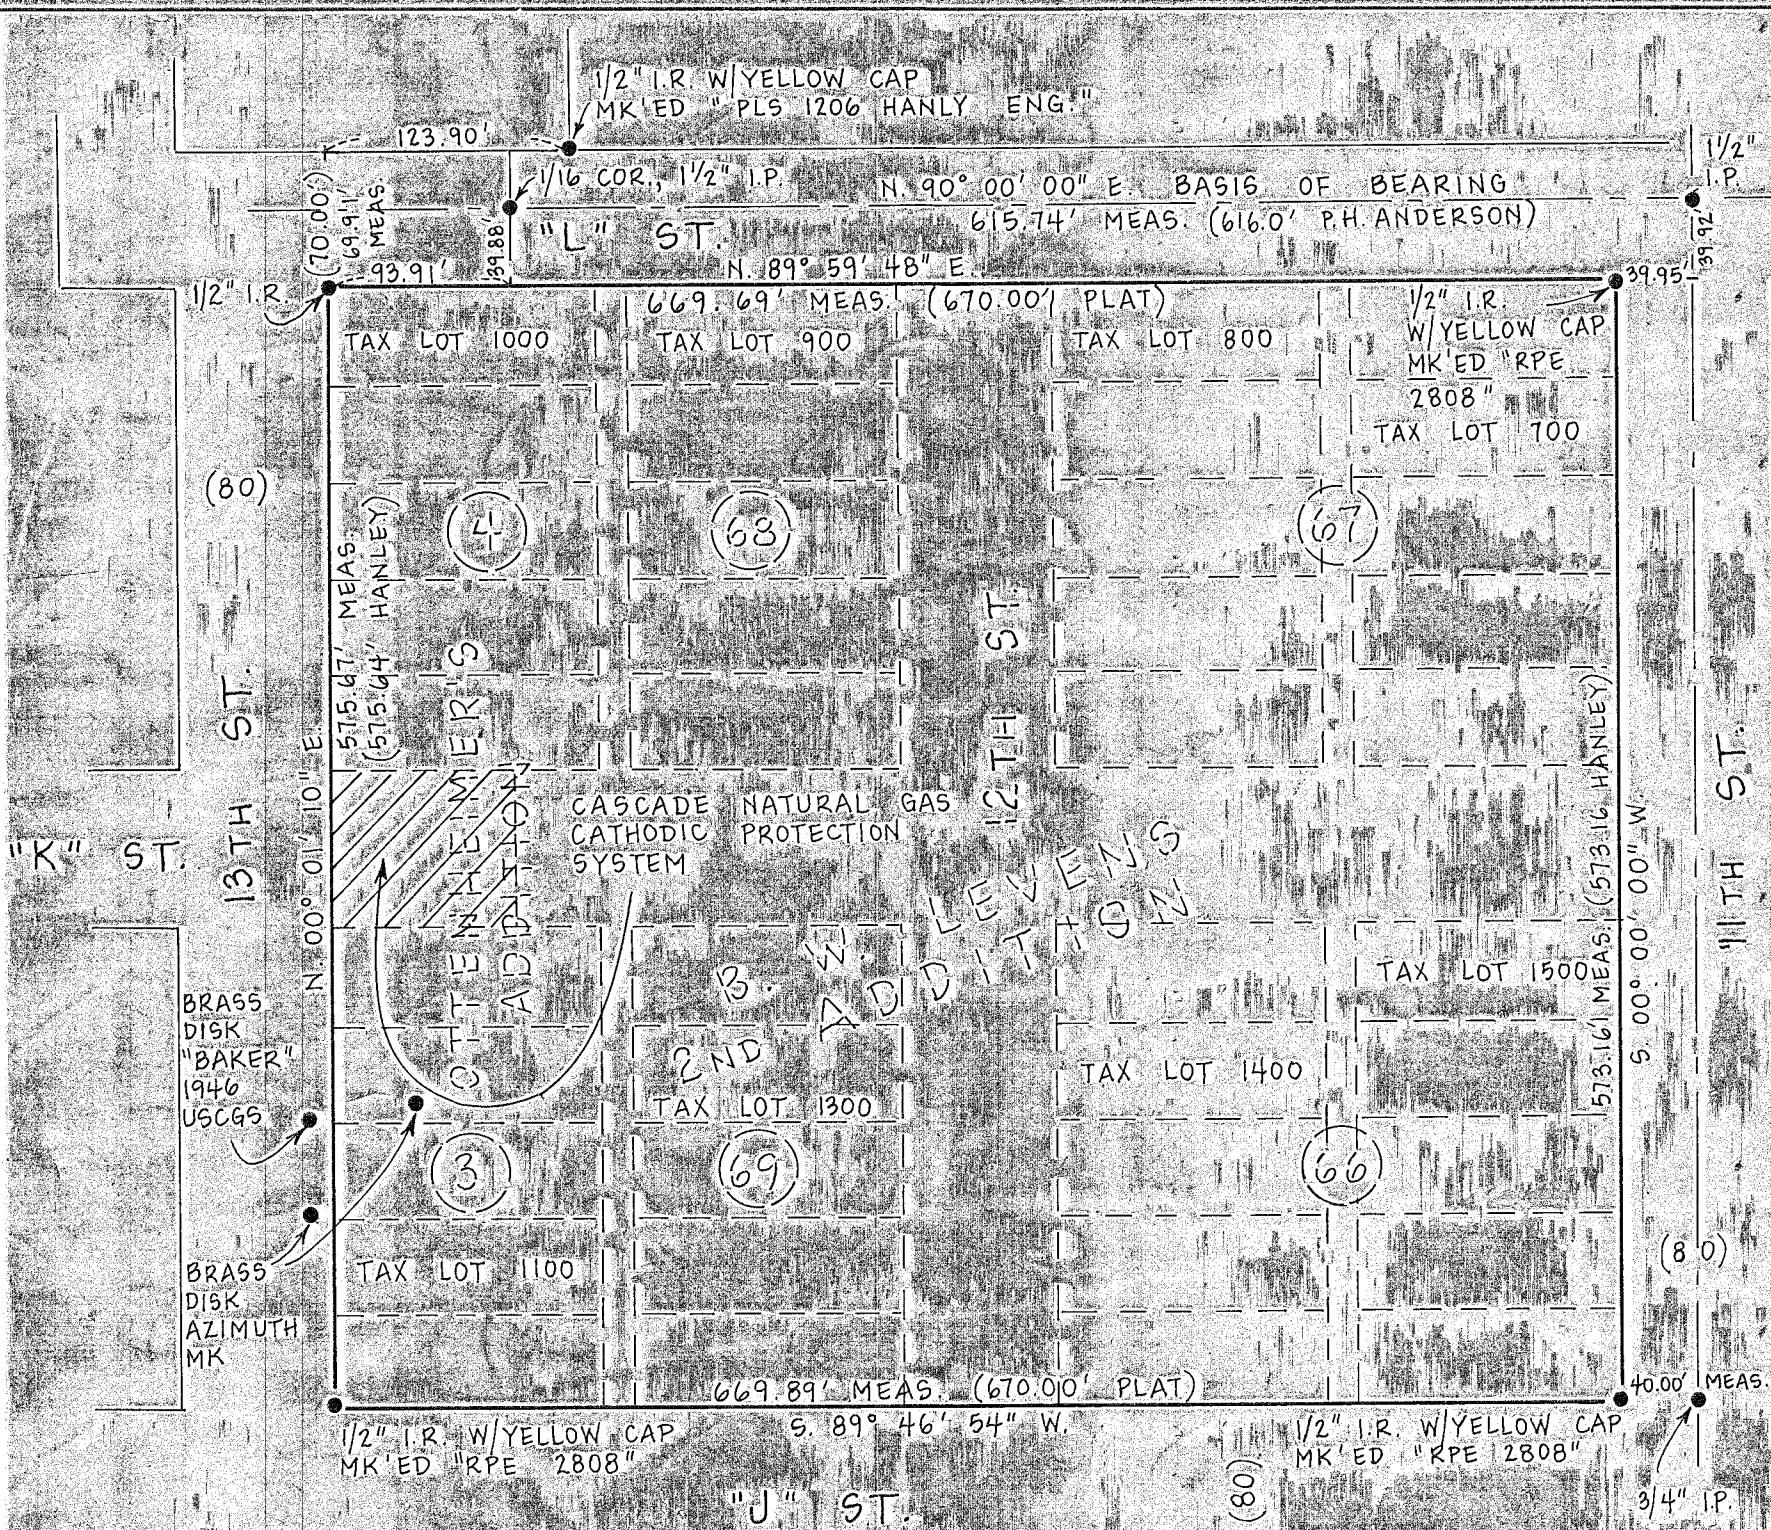 1/2" I.R. W/YELLOW CAP
MK'ED "PLS 1206 HANLY ENG."
123.90'
1/16 COR., 1 1/2" I.P.
1 1/2"
I.P.
N. 90° 00' 00" E. BASIS OF BEARING
615.74' MEAS. (616.0' P.H. ANDERSON)
(70.00')
69.91'
MEAS.
39.88'
"L" ST.
39.92'
93.91'
N. 89° 59' 48" E.
39.95'
1/2" I.R.
669.69' MEAS. (670.00' PLAT)
1/2" I.R.
W/YELLOW CAP
MK'ED "RPE
2808"
TAX LOT 1000
TAX LOT 900
TAX LOT 800
TAX LOT 700
(80)
4
68
67
575.67' MEAS.
(575.64' HANLEY)
N. 00° 01' 10" E.
13TH ST.
"K" ST.
OTTENHEIMER'S
ADDITION
CASCADE NATURAL GAS
CATHODIC PROTECTION
SYSTEM
12TH ST.
B. W. LEVENS
2ND ADDITION
573.161 MEAS. (573.16 HANLEY)
S. 00° 00' 00" W.
11TH ST.
BRASS
DISK
"BAKER"
1946
USCGS
TAX LOT 1500
TAX LOT 1400
TAX LOT 1300
3
69
66
(80)
BRASS
DISK
AZIMUTH
MK
TAX LOT 1100
669.89' MEAS. (670.00' PLAT)
S. 89° 46' 54" W.
40.00' MEAS.
1/2" I.R. W/YELLOW CAP
MK'ED "RPE 2808"
1/2" I.R. W/YELLOW CAP
MK'ED "RPE 2808"
"J" ST.
(80)
3/4" I.P.